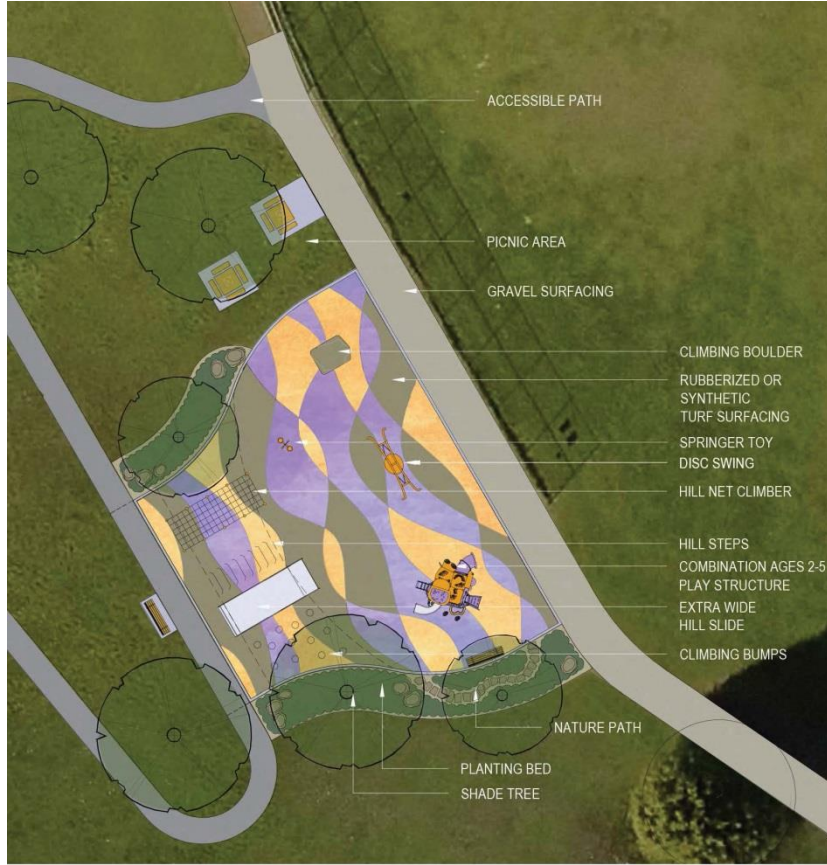 ACCESSIBLE PATH
PICNIC AREA
GRAVEL SURFACING
CLIMBING BOULDER
RUBBERIZED OR
SYNTHETIC
TURF SURFACING
SPRINGER TOY
DISC SWING
HILL NET CLIMBER
HILL STEPS
COMBINATION AGES 2-5
PLAY STRUCTURE
EXTRA WIDE
HILL SLIDE
CLIMBING BUMPS
NATURE PATH
PLANTING BED
SHADE TREE